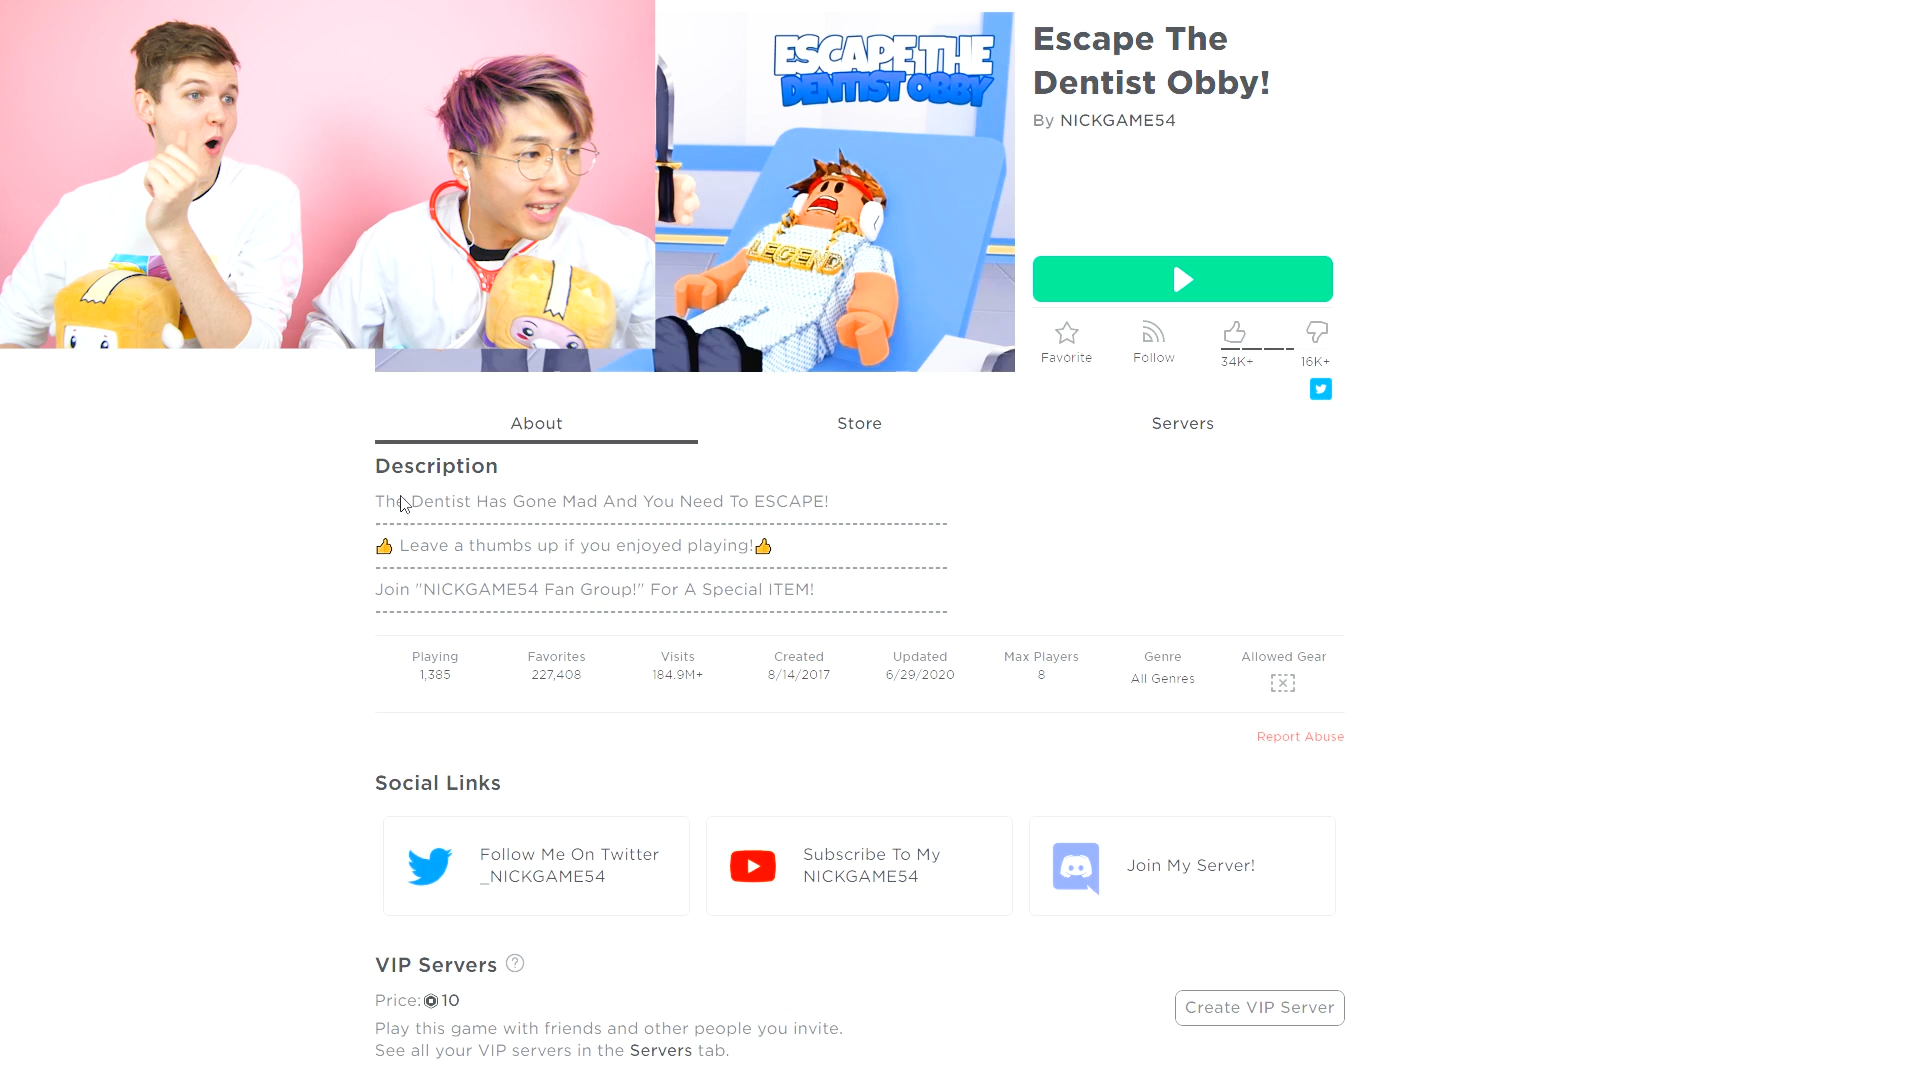 ESCAPE THE
DENTIST OBBY
LEGEND
Escape The
Dentist Obby!
By NICKGAME54
Favorite
Follow
34K+
16K+
About
Store
Servers
Description
The Dentist Has Gone Mad And You Need To ESCAPE!
👍 Leave a thumbs up if you enjoyed playing!👍
Join "NICKGAME54 Fan Group!" For A Special ITEM!
Playing
Favorites
Visits
Created
Updated
Max Players
Genre
Allowed Gear
1,385
227,408
184.9M+
8/14/2017
6/29/2020
8
All Genres
Report Abuse
Social Links
Follow Me On Twitter
_NICKGAME54
Subscribe To My
NICKGAME54
Join My Server!
VIP Servers
Price: 10
Create VIP Server
Play this game with friends and other people you invite.
See all your VIP servers in the Servers tab.